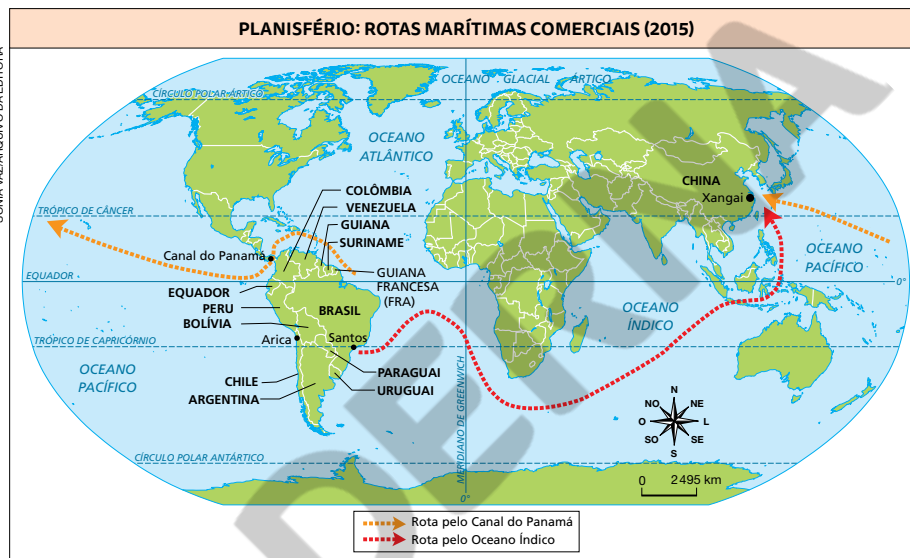 PLANISFÉRIO: ROTAS MARÍTIMAS COMERCIAIS (2015)
OCEANO GLACIAL ÁRTICO
CÍRCULO POLAR ÁRTICO
OCEANO
ATLÂNTICO
CHINA
Xangai
COLÔMBIA
VENEZUELA
GUIANA
SURINAME
TRÓPICO DE CÂNCER
Canal do Panamá
OCEANO
PACÍFICO
EQUADOR
0°
GUIANA
FRANCESA
(FRA)
EQUADOR
PERU
BOLÍVIA
BRASIL
OCEANO
ÍNDICO
Arica
Santos
TRÓPICO DE CAPRICÓRNIO
OCEANO
PACÍFICO
PARAGUAI
URUGUAI
CHILE
ARGENTINA
MERIDIANO DE GREENWICH
N
NO
NE
O
L
SO
SE
S
CÍRCULO POLAR ANTÁRTICO
0 2 495 km
0°
Rota pelo Canal do Panamá
Rota pelo Oceano Índico